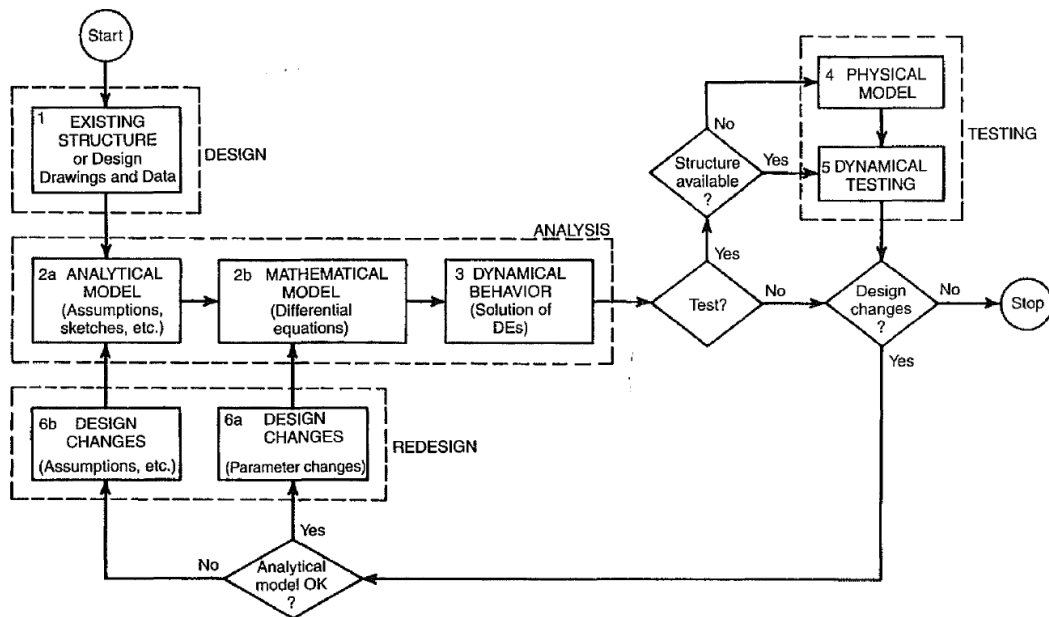 Start
1 EXISTING
STRUCTURE
or Design
Drawings and Data
DESIGN
ANALYSIS
2a ANALYTICAL
MODEL
(Assumptions,
sketches, etc.)
2b MATHEMATICAL
MODEL
(Differential
equations)
3 DYNAMICAL
BEHAVIOR
(Solution of
DEs)
Test?
Yes
No
Structure
available
?
No
Yes
4 PHYSICAL
MODEL
5 DYNAMICAL
TESTING
TESTING
Design
changes
?
No
Stop
Yes
6b DESIGN
CHANGES
(Assumptions, etc.)
6a DESIGN
CHANGES
(Parameter changes)
REDESIGN
Yes
No
Analytical
model OK
?